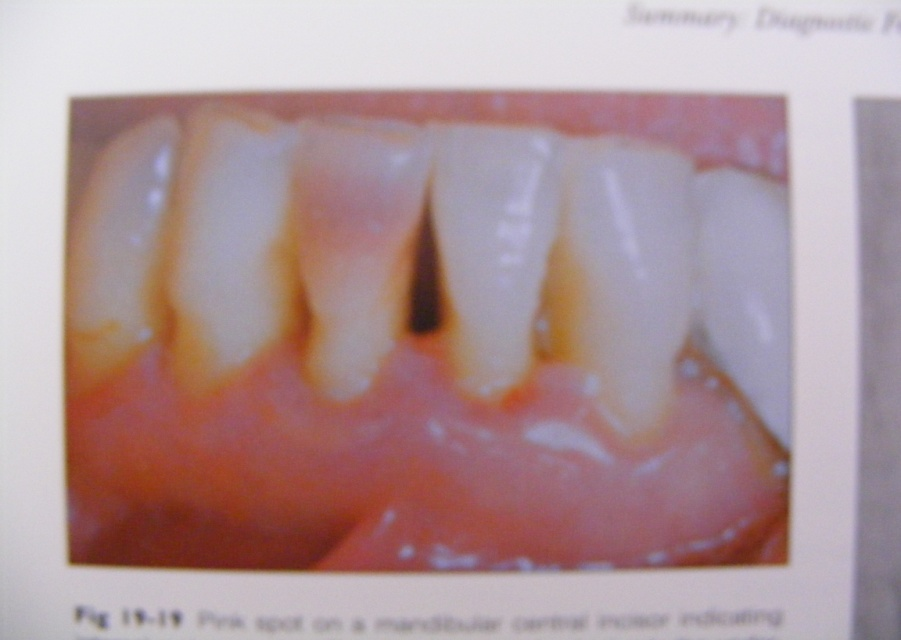 Summary: Diagnostic
Fig 19-19 Pink spot on a mandibular central incisor indicating